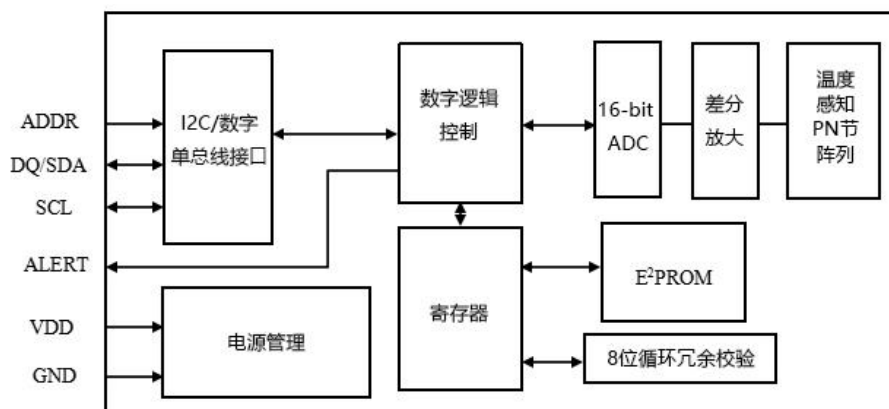 ADDR
DQ/SDA
SCL
ALERT
VDD
GND
I2C/数字
单总线接口
数字逻辑
控制
16-bit
ADC
差分
放大
温度
感知
PN节
阵列
寄存器
E²PROM
8位循环冗余校验
电源管理